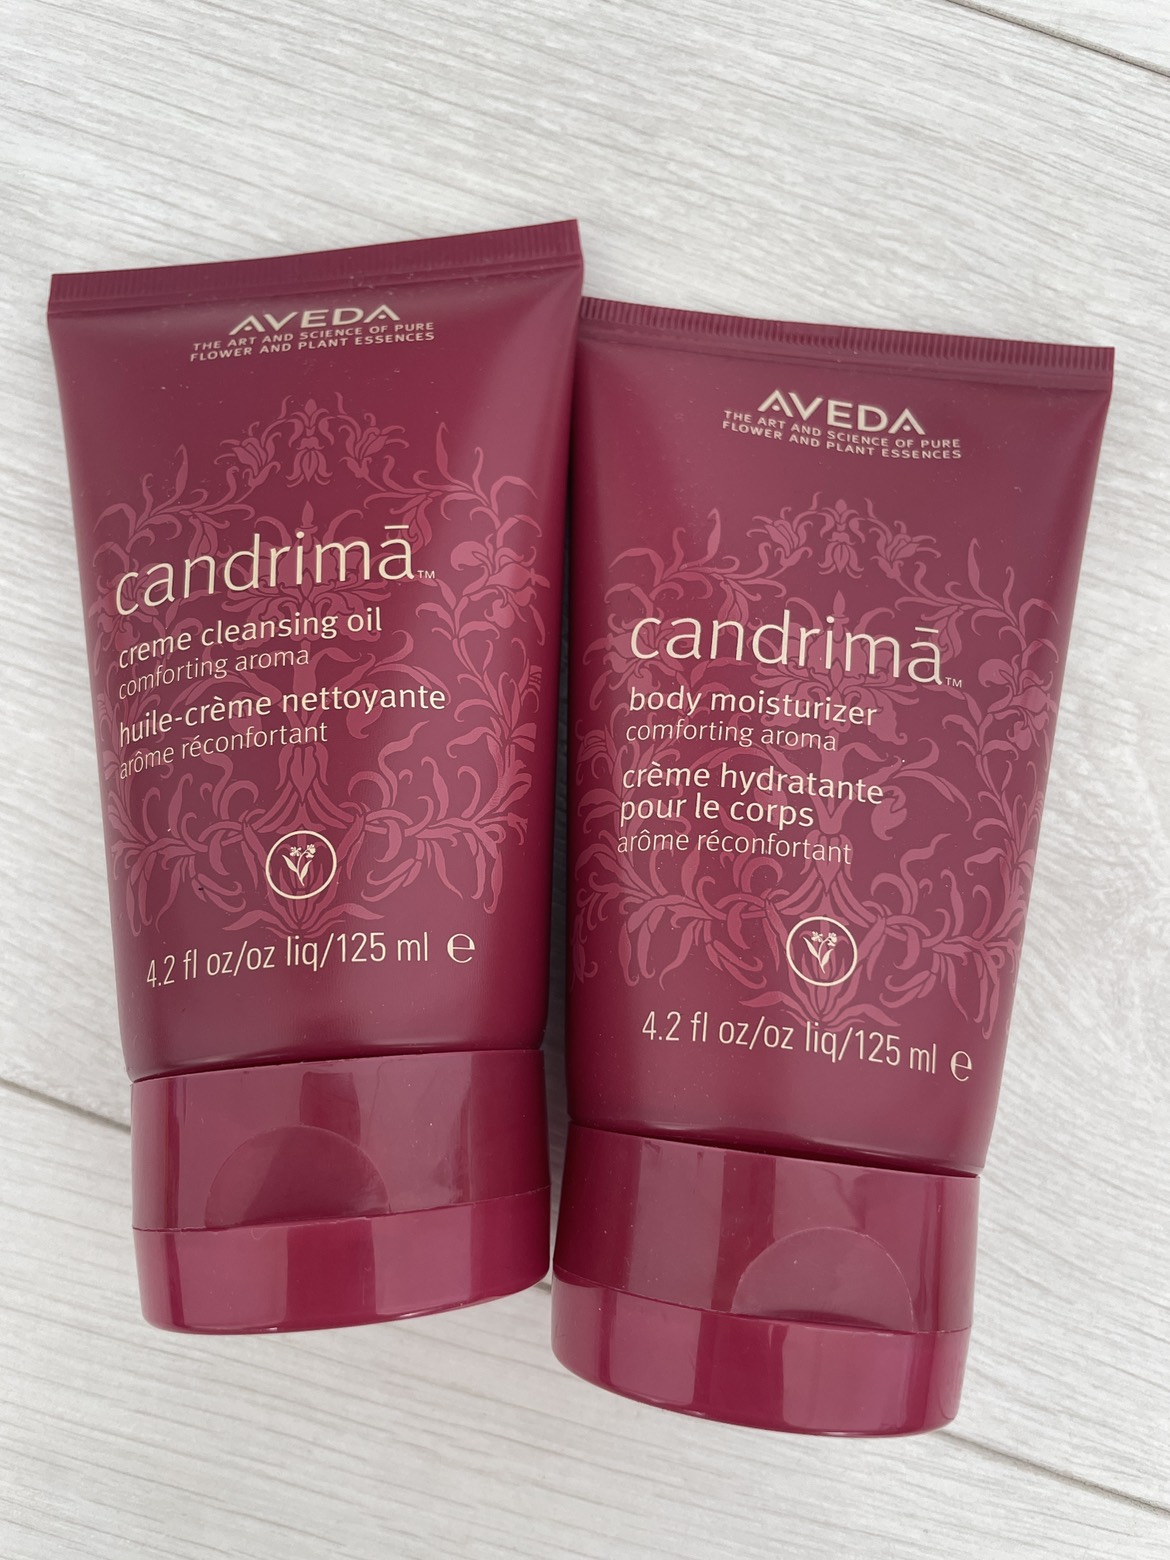 AVEDA
THE ART AND SCIENCE OF PURE
FLOWER AND PLANT ESSENCES
candrimā™
creme cleansing oil
comforting aroma
huile-crème nettoyante
arôme réconfortant
4.2 fl oz/oz liq/125 ml ℮
AVEDA
THE ART AND SCIENCE OF PURE
FLOWER AND PLANT ESSENCES
candrimā™
body moisturizer
comforting aroma
crème hydratante
pour le corps
arôme réconfortant
4.2 fl oz/oz liq/125 ml ℮